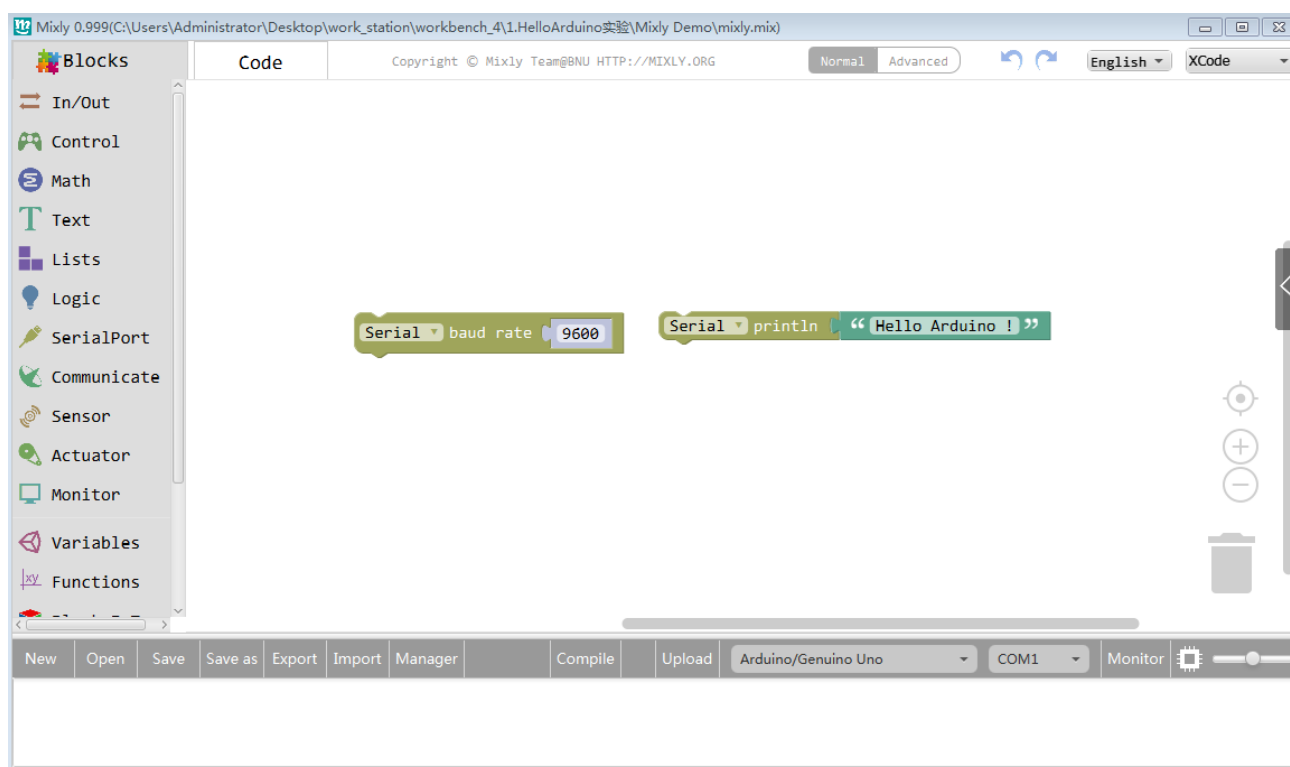 Mixly 0.999(C:\Users\Administrator\Desktop\work_station\workbench_4\1.HelloArduino实验\Mixly Demo\mixly.mix)
Blocks
Code
Copyright © Mixly Team@BNU HTTP://MIXLY.ORG
Normal
Advanced
English
XCode
In/Out
Control
Math
Text
Lists
Logic
SerialPort
Communicate
Sensor
Actuator
Monitor
Variables
xy Functions
Serial baud rate 9600
Serial println “ Hello Arduino ! ”
New Open Save Save as Export Import Manager Compile Upload Arduino/Genuino Uno COM1 Monitor